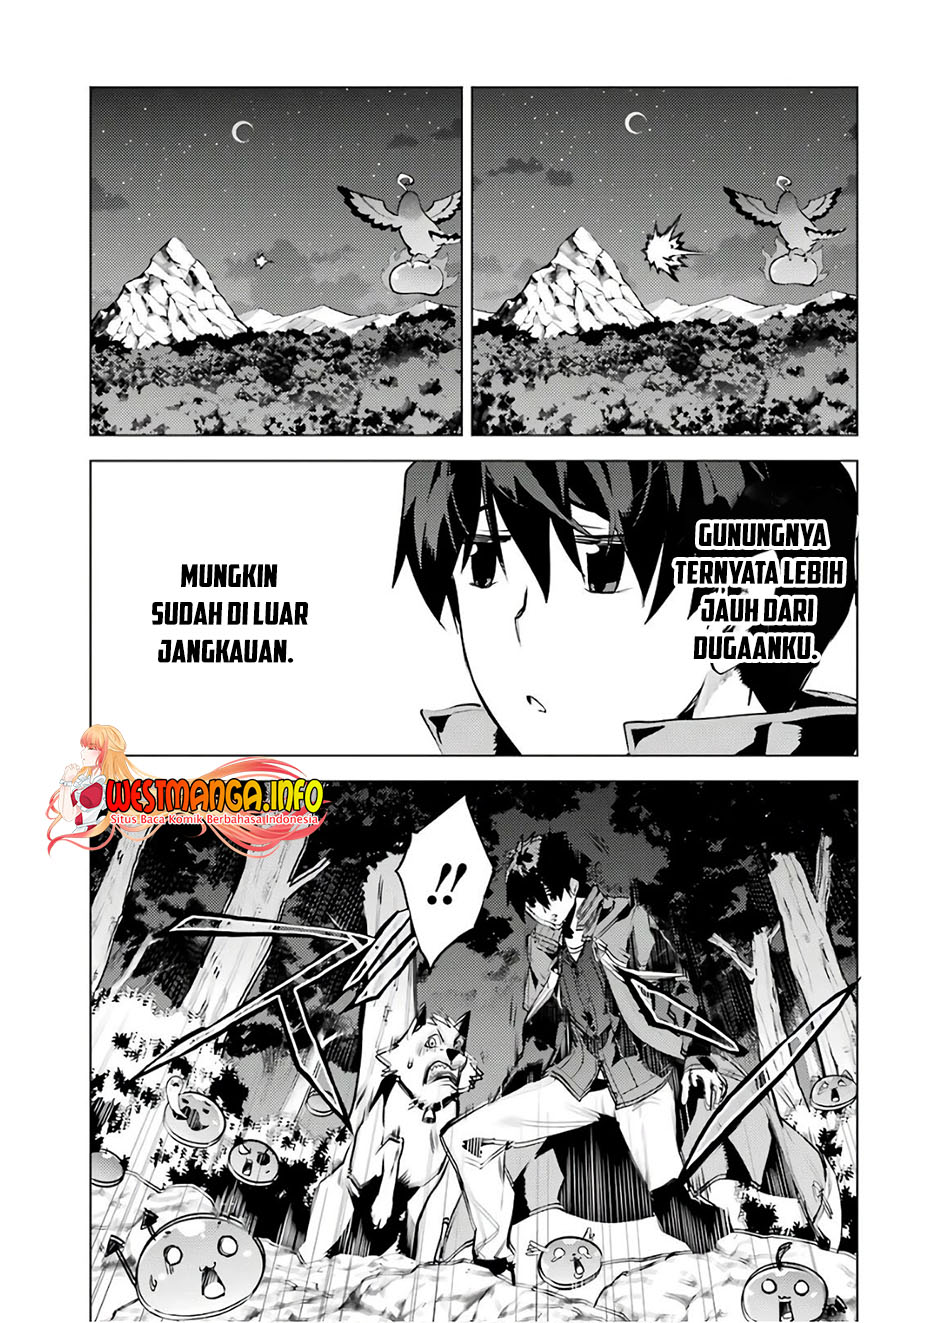 GUNUNGNYA
TERNYATA LEBIH
JAUH DARI
DUGAANKU.
MUNGKIN
SUDAH DI LUAR
JANGKAUAN.
WESTMANGA.INFO
Situs Baca Komik Berbahasa Indonesia
!!